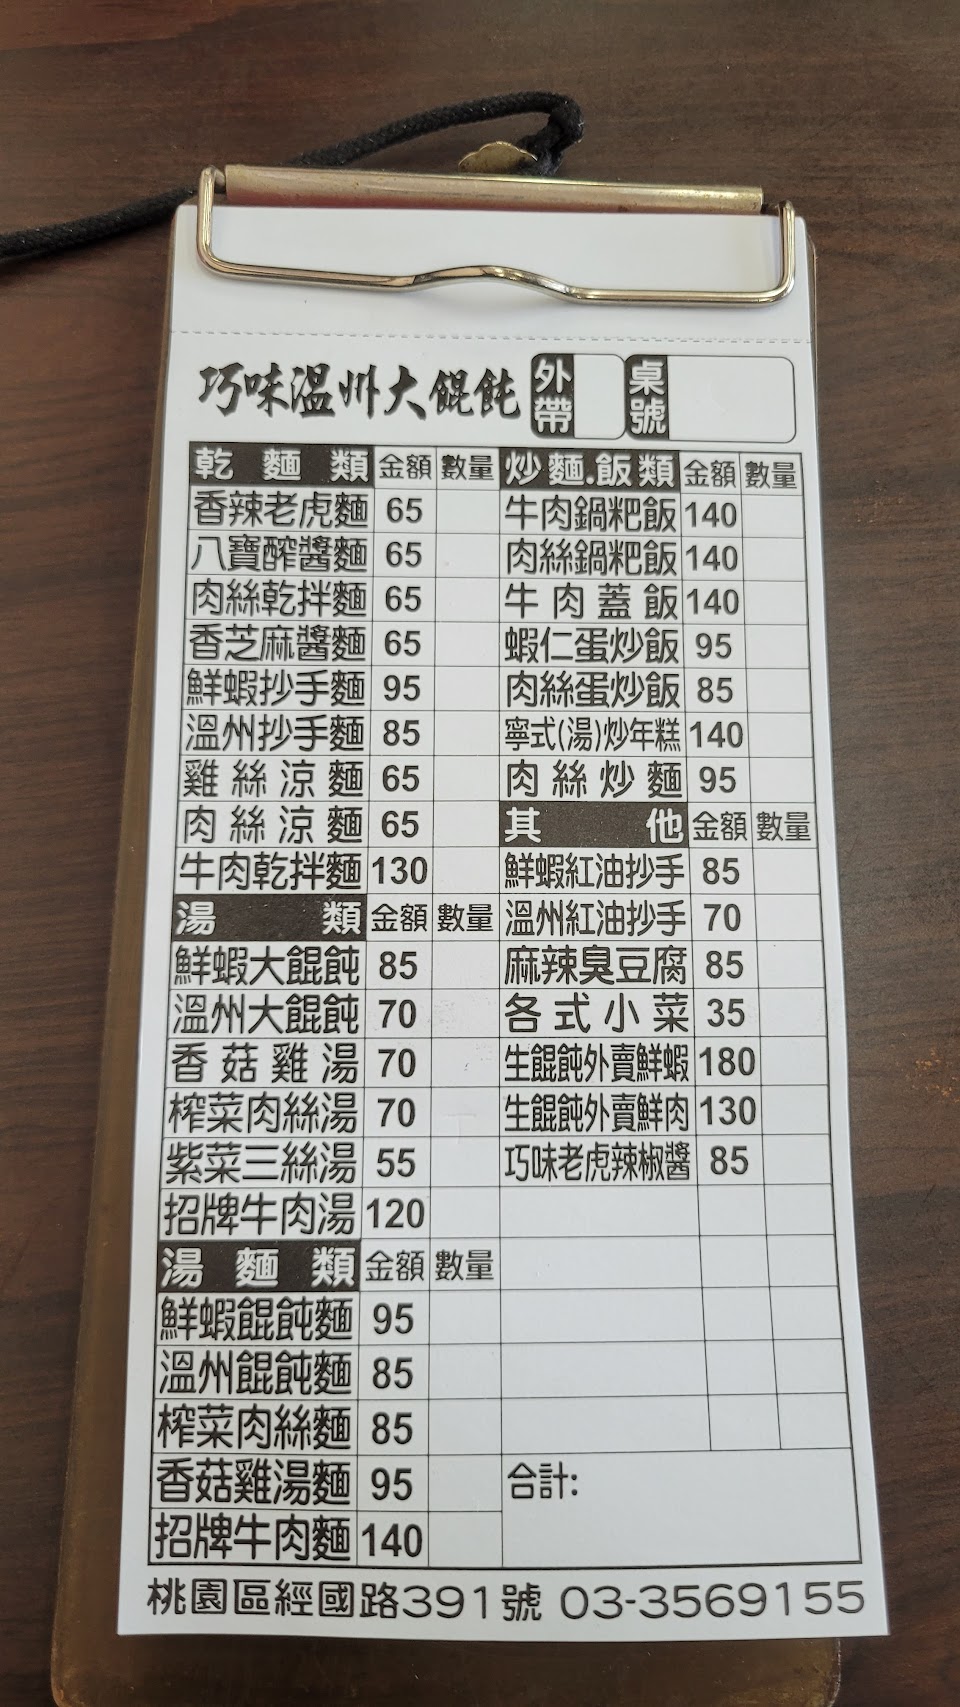 巧味溫州大餛飩 外帶 桌號
乾麵類 金額 數量
香辣老虎麵 65
八寶醡醬麵 65
肉絲乾拌麵 65
香芝麻醬麵 65
鮮蝦抄手麵 95
溫州抄手麵 85
雞絲涼麵 65
肉絲涼麵 65
牛肉乾拌麵 130
湯類 金額 數量
鮮蝦大餛飩 85
溫州大餛飩 70
香菇雞湯 70
榨菜肉絲湯 70
紫菜三絲湯 55
招牌牛肉湯 120
湯麵類 金額 數量
鮮蝦餛飩麵 95
溫州餛飩麵 85
榨菜肉絲麵 85
香菇雞湯麵 95
招牌牛肉麵 140
炒麵.飯類 金額 數量
牛肉鍋粑飯 140
肉絲鍋粑飯 140
牛肉蓋飯 140
蝦仁蛋炒飯 95
肉絲蛋炒飯 85
寧式(湯)炒年糕 140
肉絲炒麵 95
其他 金額 數量
鮮蝦紅油抄手 85
溫州紅油抄手 70
麻辣臭豆腐 85
各式小菜 35
生餛飩外賣鮮蝦 180
生餛飩外賣鮮肉 130
巧味老虎辣椒醬 85
合計:
桃園區經國路391號 03-3569155